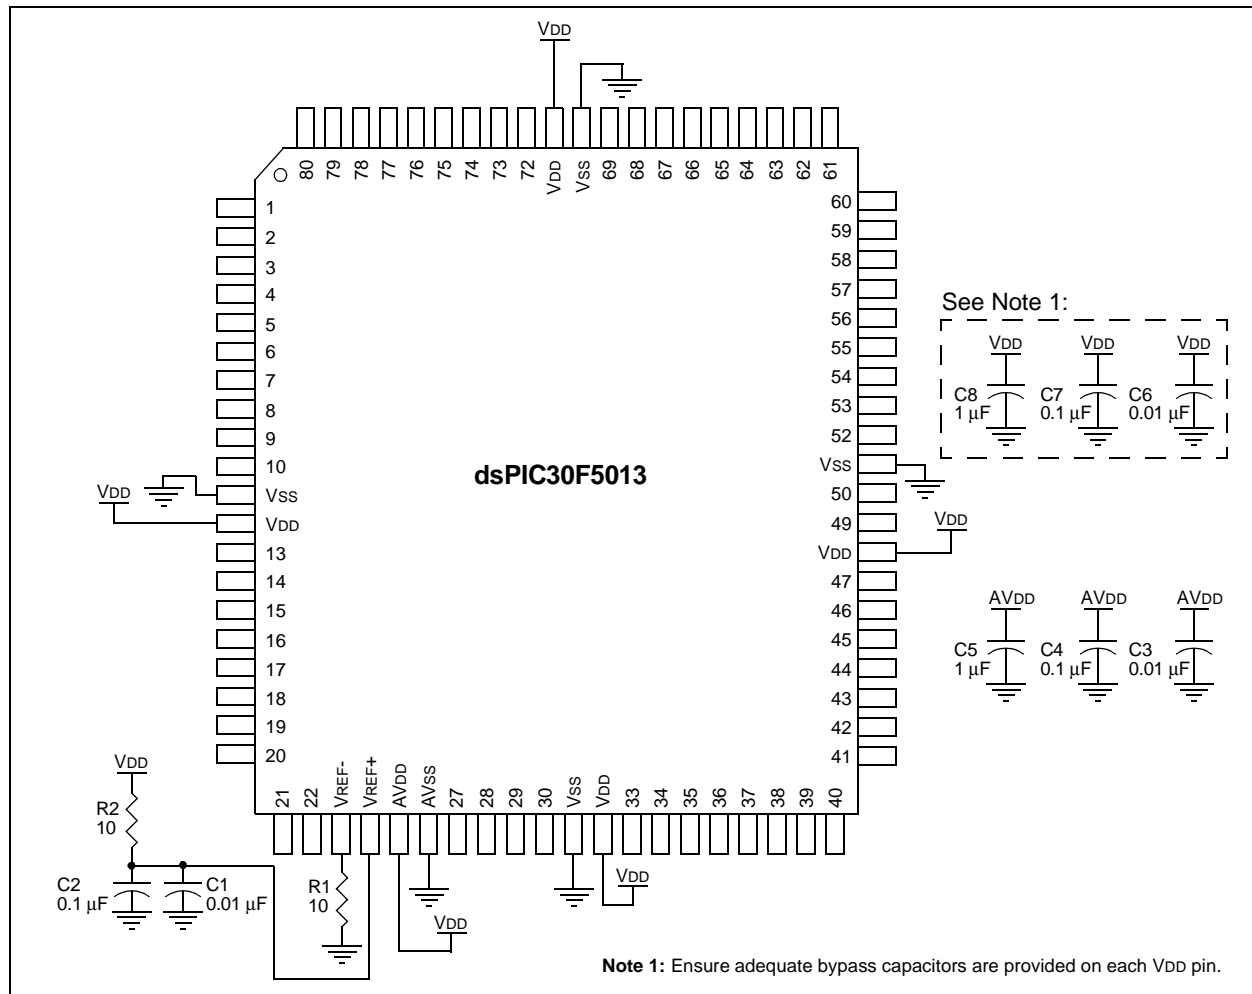 VDD
80 79 78 77 76 75 74 73 72 VDD VSS 69 68 67 66 65 64 63 62 61
1
2
3
4
5
6
7
8
9
10
VSS
VDD
VDD
13
14
15
16
17
18
19
20
dsPIC30F5013
60
59
58
57
56
55
54
53
52
VSS
50
49
VDD
VDD
47
46
45
44
43
42
41
See Note 1:
VDD VDD VDD
C8 C7 C6
1 µF 0.1 µF 0.01 µF
AVDD AVDD AVDD
C5 C4 C3
1 µF 0.1 µF 0.01 µF
21 22 VREF- VREF+ AVDD AVSS 27 28 29 30 VSS VDD 33 34 35 36 37 38 39 40
VDD
R2
10
C2
0.1 µF
C1
0.01 µF
R1
10
VDD
VDD
Note 1: Ensure adequate bypass capacitors are provided on each VDD pin.